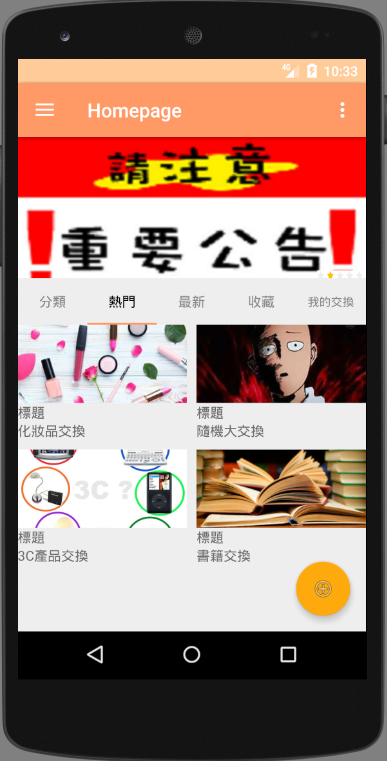 4G 10:33
Homepage
請注意
！重要公告！
分類 熱門 最新 收藏 我的交換
標題
化妝品交換
標題
隨機大交換
3C ?
標題
3C產品交換
標題
書籍交換